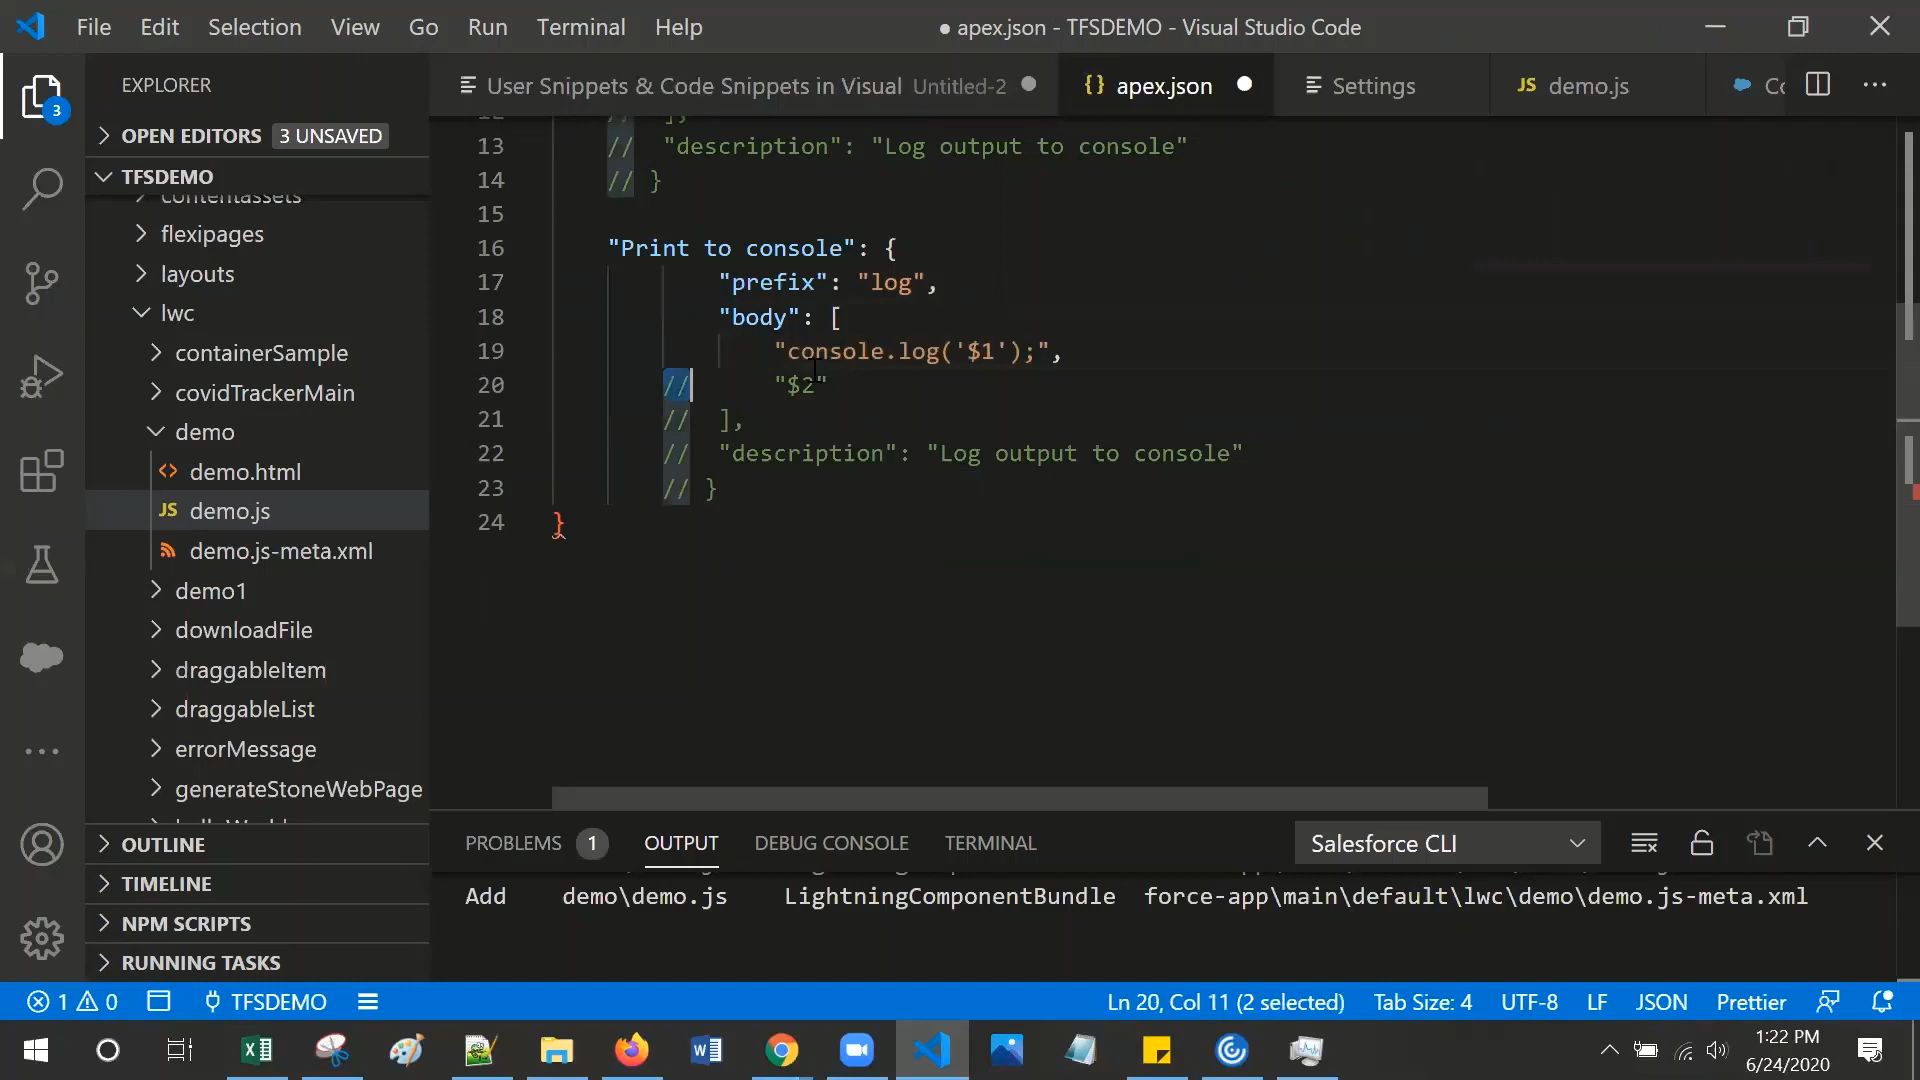 File Edit Selection View Go Run Terminal Help
● apex.json - TFSDEMO - Visual Studio Code
EXPLORER
User Snippets & Code Snippets in Visual Untitled-2
{} apex.json
Settings
JS demo.js
Cc
3
OPEN EDITORS 3 UNSAVED
TFSDEMO
contentassets
flexipages
layouts
lwc
containerSample
covidTrackerMain
demo
<> demo.html
JS demo.js
demo.js-meta.xml
demo1
downloadFile
draggableItem
draggableList
errorMessage
generateStoneWebPage
OUTLINE
TIMELINE
NPM SCRIPTS
RUNNING TASKS
12 // ],
13 // "description": "Log output to console"
14 // }
15
16 "Print to console": {
17 "prefix": "log",
18 "body": [
19 "console.log('$1');",
20 // "$2"
21 // ],
22 // "description": "Log output to console"
23 // }
24 }
PROBLEMS 1 OUTPUT DEBUG CONSOLE TERMINAL
Salesforce CLI
Add demo\demo.js LightningComponentBundle force-app\main\default\lwc\demo\demo.js-meta.xml
1 0 TFSDEMO
Ln 20, Col 11 (2 selected) Tab Size: 4 UTF-8 LF JSON Prettier
1:22 PM
6/24/2020